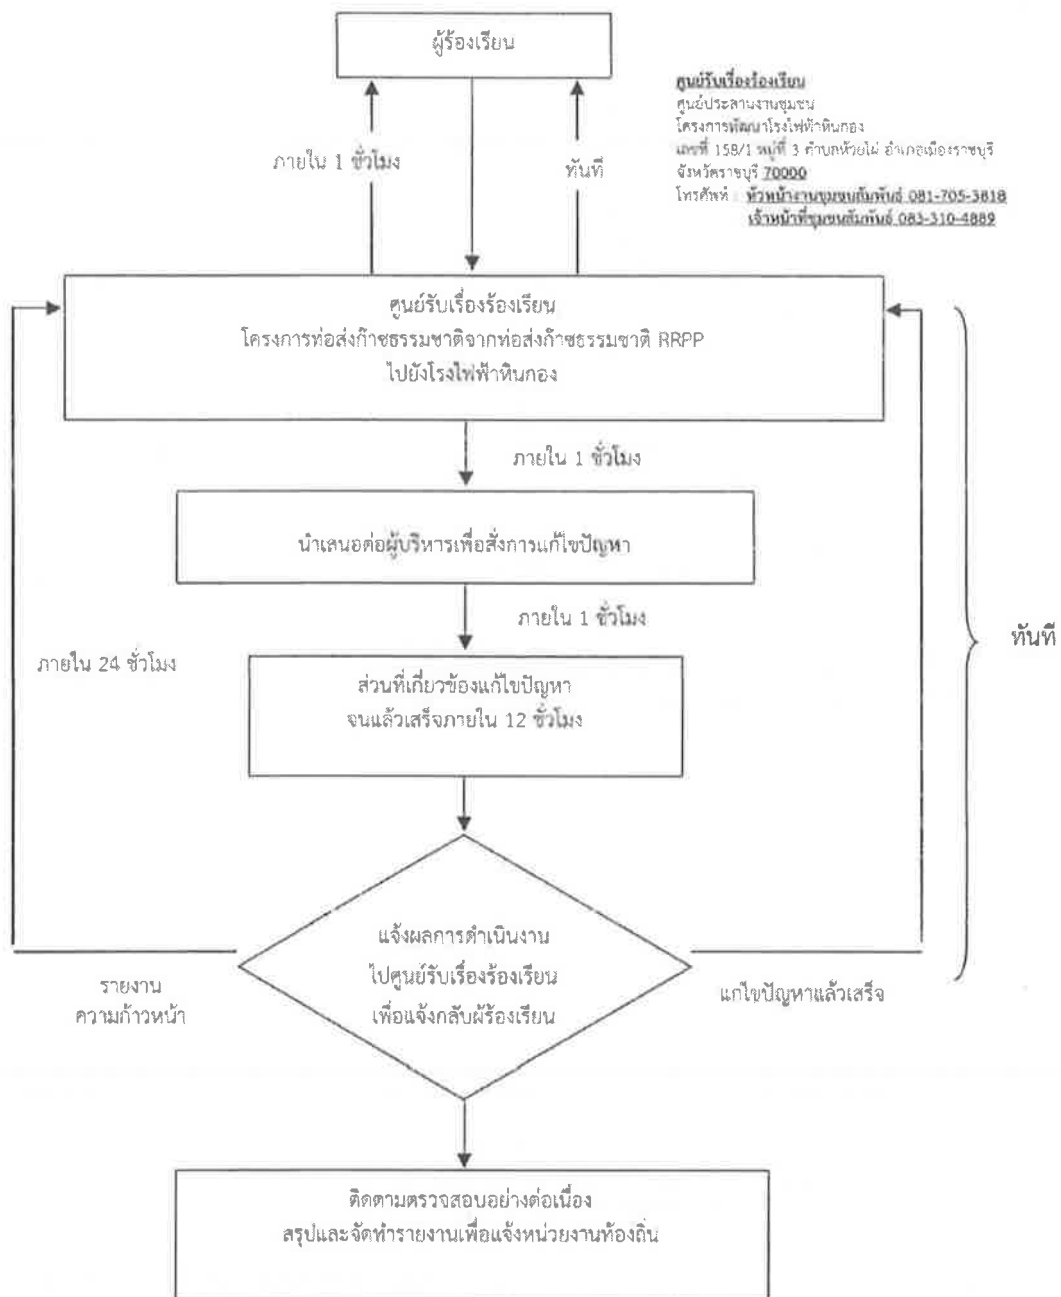 ผู้ร้องเรียน
ภายใน 1 ชั่วโมง
ทันที
ศูนย์รับเรื่องร้องเรียน
ศูนย์ประสานงานชุมชน
โครงการพัฒนาโรงไฟฟ้าหินกอง
เลขที่ 158/1 หมู่ที่ 3 ตำบลห้วยไผ่ อำเภอเมืองราชบุรี
จังหวัดราชบุรี 70000
โทรศัพท์ : หัวหน้างานชุมชนสัมพันธ์ 081-705-3818
เจ้าหน้าที่ชุมชนสัมพันธ์ 083-310-4889
ศูนย์รับเรื่องร้องเรียน
โครงการท่อส่งก๊าซธรรมชาติจากท่อส่งก๊าซธรรมชาติ RRPP
ไปยังโรงไฟฟ้าหินกอง
ภายใน 1 ชั่วโมง
นำเสนอต่อผู้บริหารเพื่อสั่งการแก้ไขปัญหา
ภายใน 1 ชั่วโมง
ทันที
ภายใน 24 ชั่วโมง
ส่วนที่เกี่ยวข้องแก้ไขปัญหา
จนแล้วเสร็จภายใน 12 ชั่วโมง
แจ้งผลการดำเนินงาน
ไปศูนย์รับเรื่องร้องเรียน
เพื่อแจ้งกลับผู้ร้องเรียน
รายงาน
ความก้าวหน้า
แก้ไขปัญหาแล้วเสร็จ
ติดตามตรวจสอบอย่างต่อเนื่อง
สรุปและจัดทำรายงานเพื่อแจ้งหน่วยงานท้องถิ่น